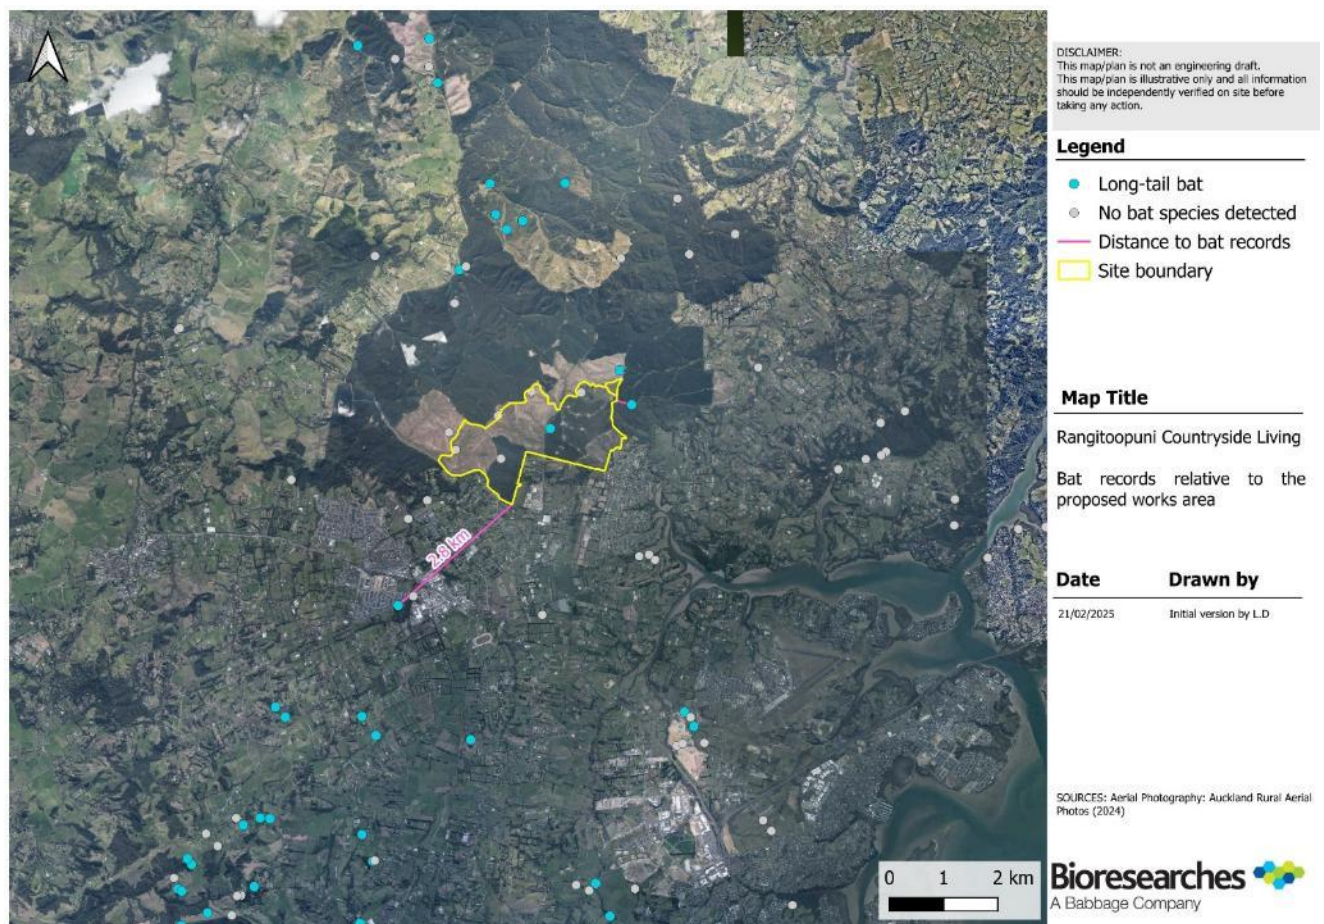 DISCLAIMER:
This map/plan is not an engineering draft.
This map/plan is illustrative only and all information
should be independently verified on site before
taking any action.
Legend
Long-tail bat
No bat species detected
Distance to bat records
Site boundary
Map Title
Rangitoopuni Countryside Living
Bat records relative to the
proposed works area
Date Drawn by
21/02/2025 Initial version by L.D
2.8 km
SOURCES: Aerial Photography: Auckland Rural Aerial
Photos (2024)
0 1 2 km
Bioresearches
A Babbage Company